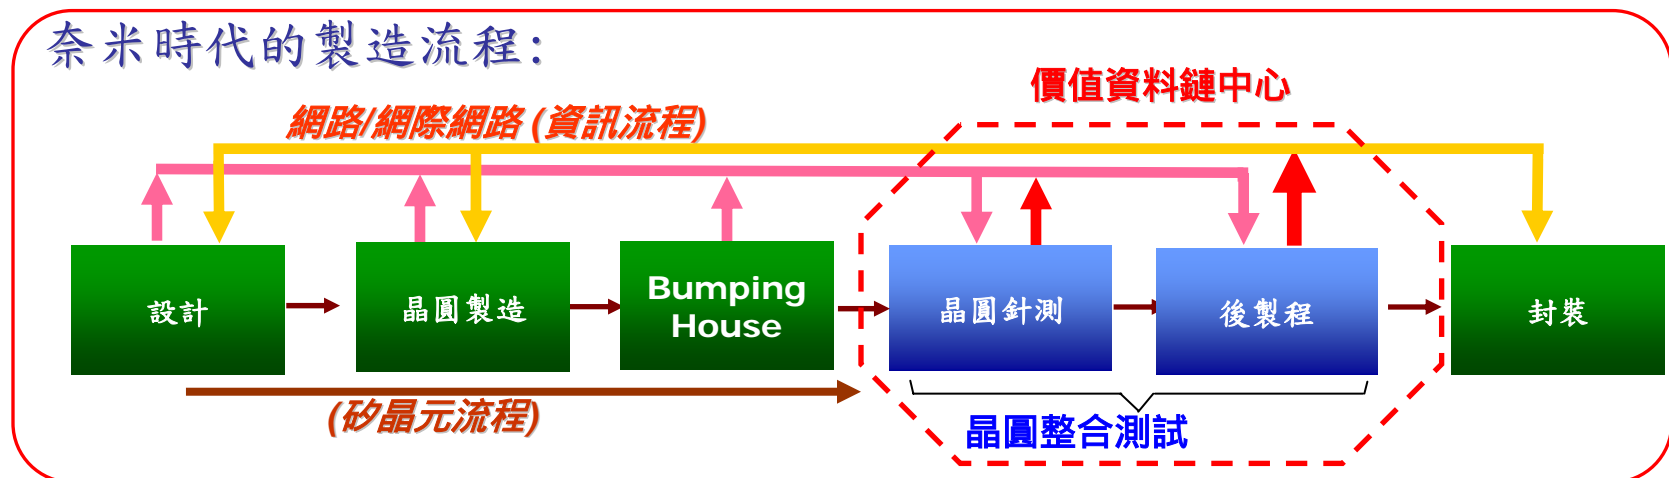 奈米時代的製造流程:
價值資料鏈中心
網路/網際網路 (資訊流程)
設計
晶圓製造
Bumping
House
晶圓針測
後製程
封裝
(矽晶元流程)
晶圓整合測試